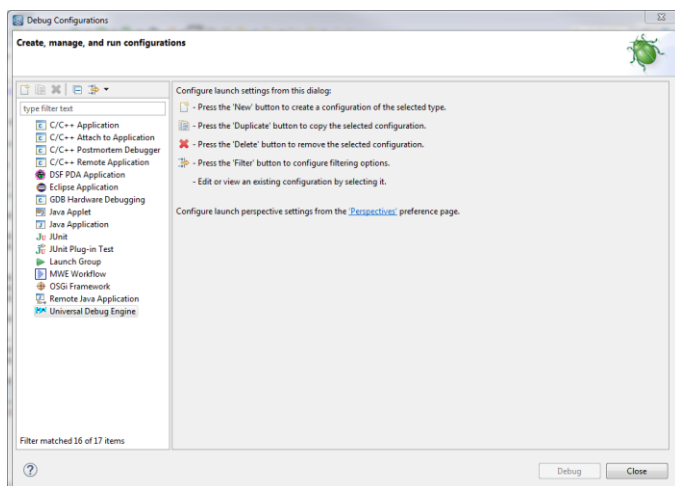 Debug Configurations
Create, manage, and run configurations
type filter text
C/C++ Application
C/C++ Attach to Application
C/C++ Postmortem Debugger
C/C++ Remote Application
DSF PDA Application
Eclipse Application
GDB Hardware Debugging
Java Applet
Java Application
JUnit
JUnit Plug-in Test
Launch Group
MWE Workflow
OSGi Framework
Remote Java Application
Universal Debug Engine
Filter matched 16 of 17 items
Configure launch settings from this dialog:
- Press the 'New' button to create a configuration of the selected type.
- Press the 'Duplicate' button to copy the selected configuration.
- Press the 'Delete' button to remove the selected configuration.
- Press the 'Filter' button to configure filtering options.
- Edit or view an existing configuration by selecting it.
Configure launch perspective settings from the 'Perspectives' preference page.
Debug
Close